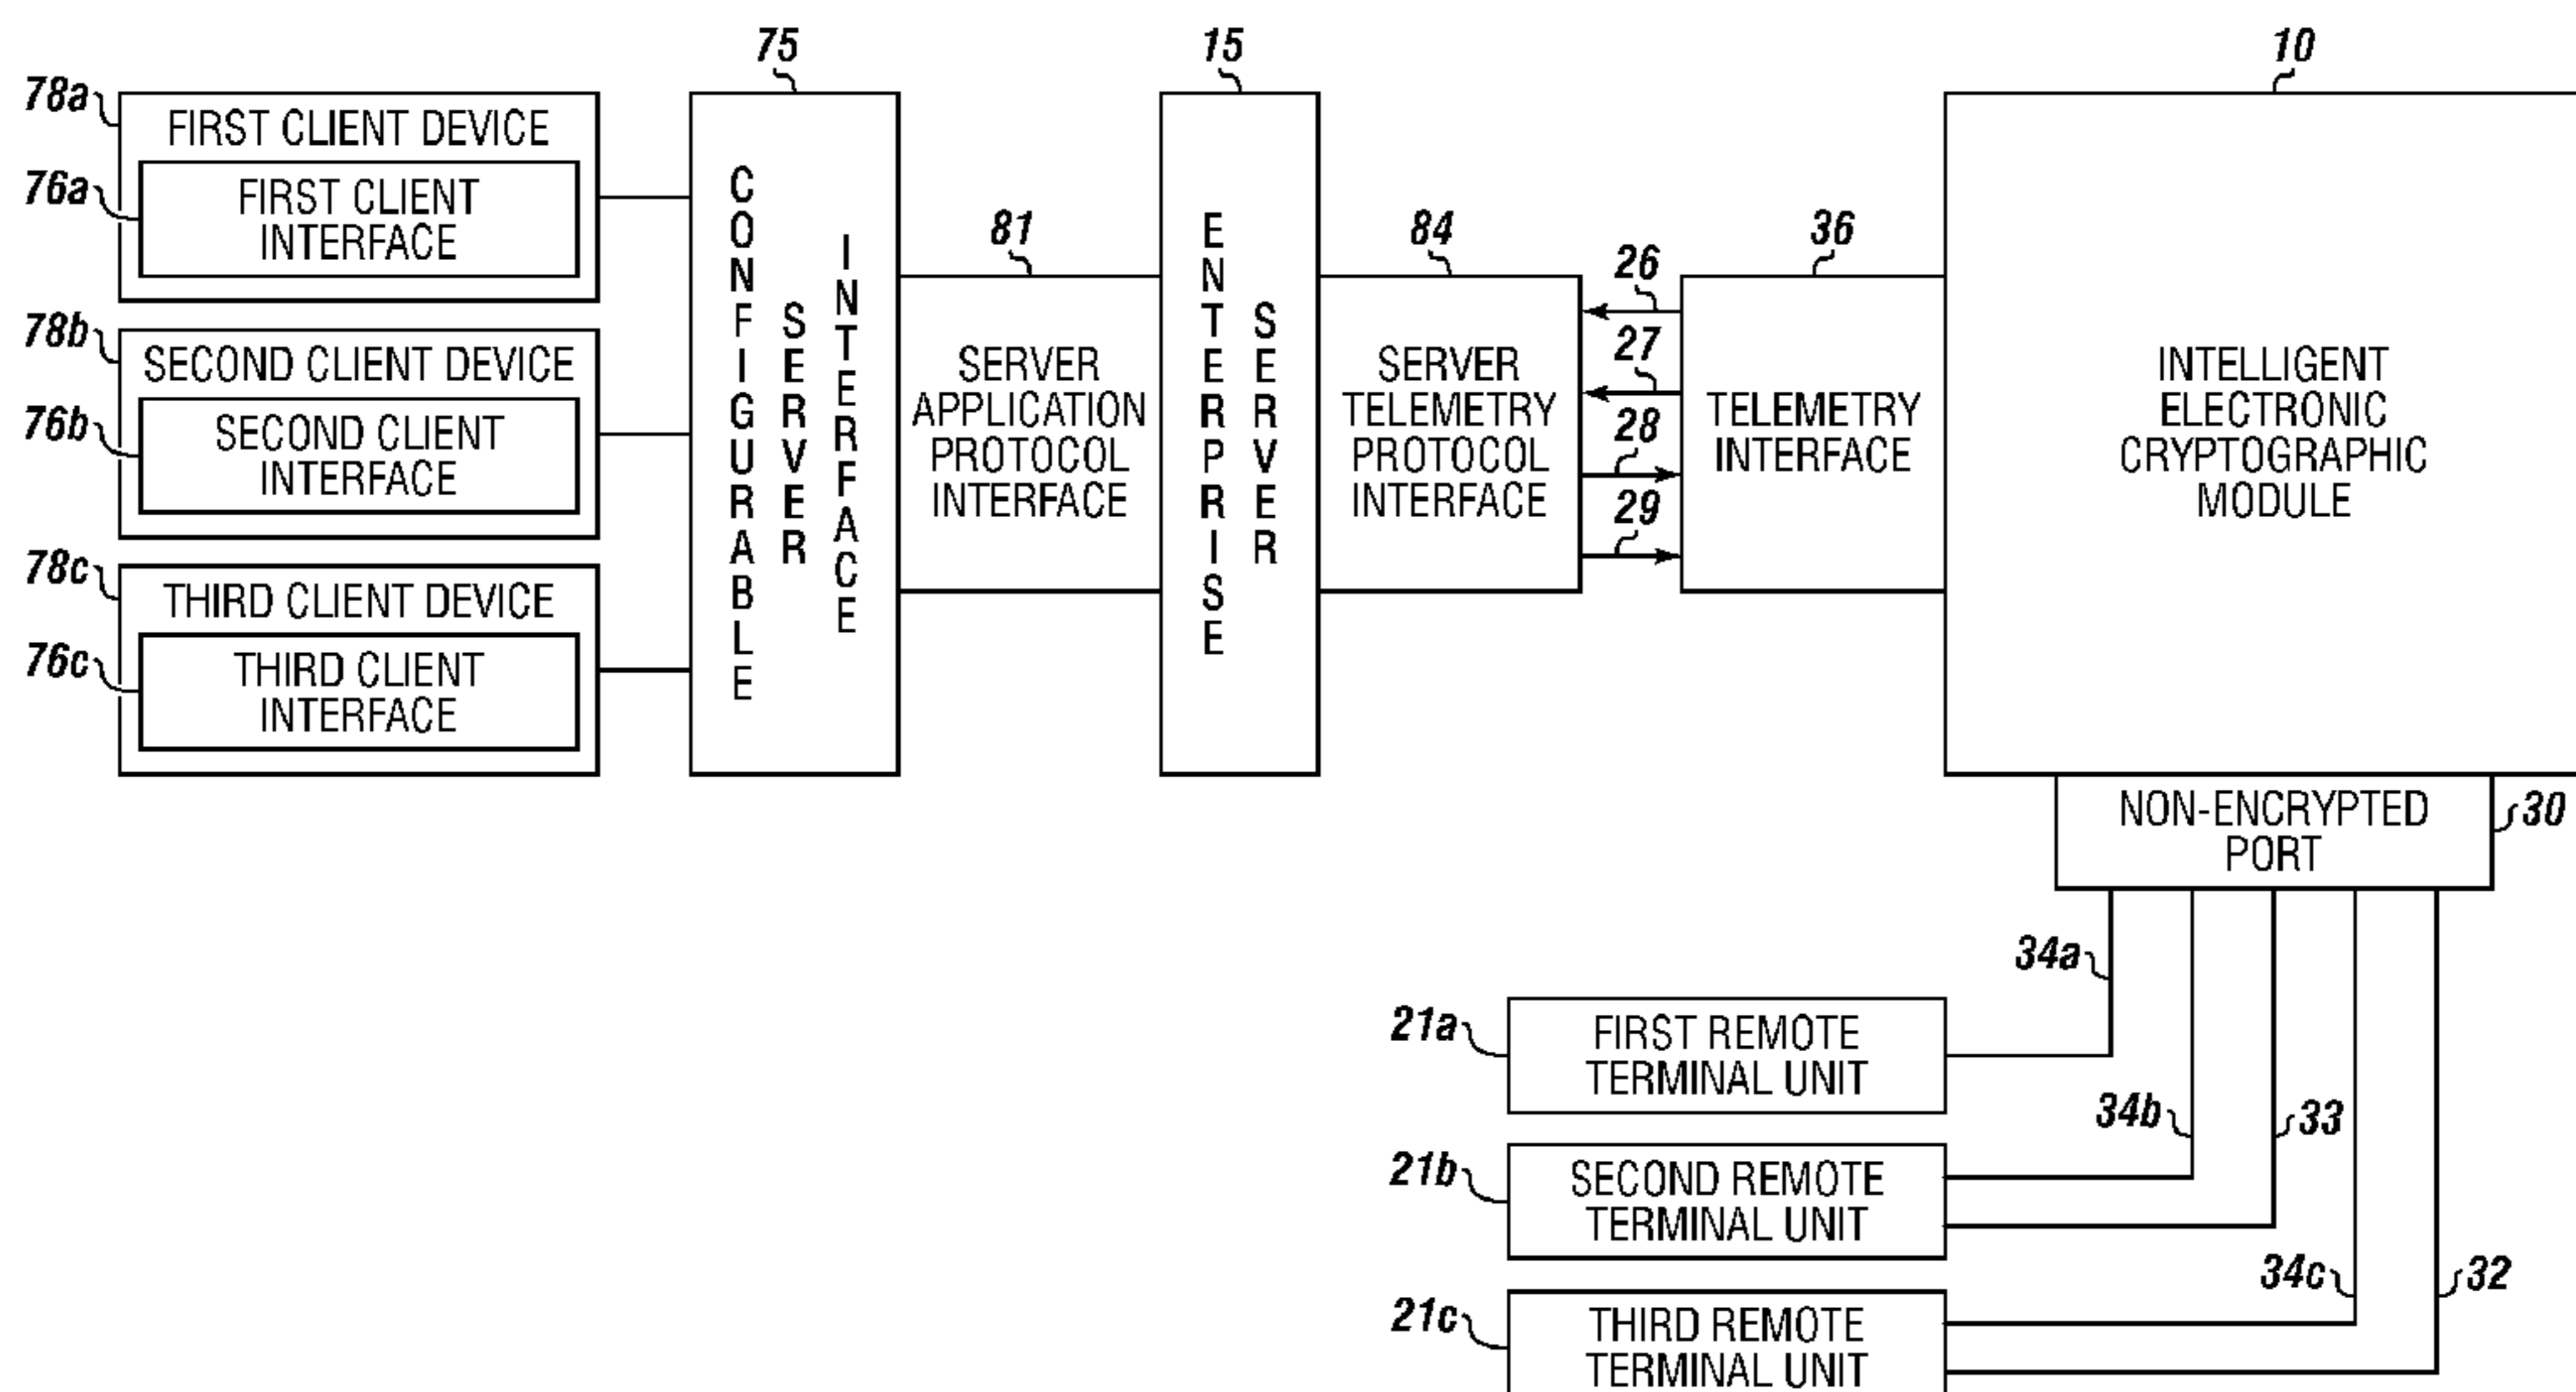 75
15
10
78a
FIRST CLIENT DEVICE
76a
FIRST CLIENT
INTERFACE
78b
SECOND CLIENT DEVICE
76b
SECOND CLIENT
INTERFACE
78c
THIRD CLIENT DEVICE
76c
THIRD CLIENT
INTERFACE
CONFIGURABLE
SERVER
INTERFACE
81
SERVER
APPLICATION
PROTOCOL
INTERFACE
ENTERPRISE
SERVER
84
SERVER
TELEMETRY
PROTOCOL
INTERFACE
26
27
28
29
36
TELEMETRY
INTERFACE
INTELLIGENT
ELECTRONIC
CRYPTOGRAPHIC
MODULE
NON-ENCRYPTED
PORT
30
34a
21a
FIRST REMOTE
TERMINAL UNIT
34b
33
21b
SECOND REMOTE
TERMINAL UNIT
34c
32
21c
THIRD REMOTE
TERMINAL UNIT